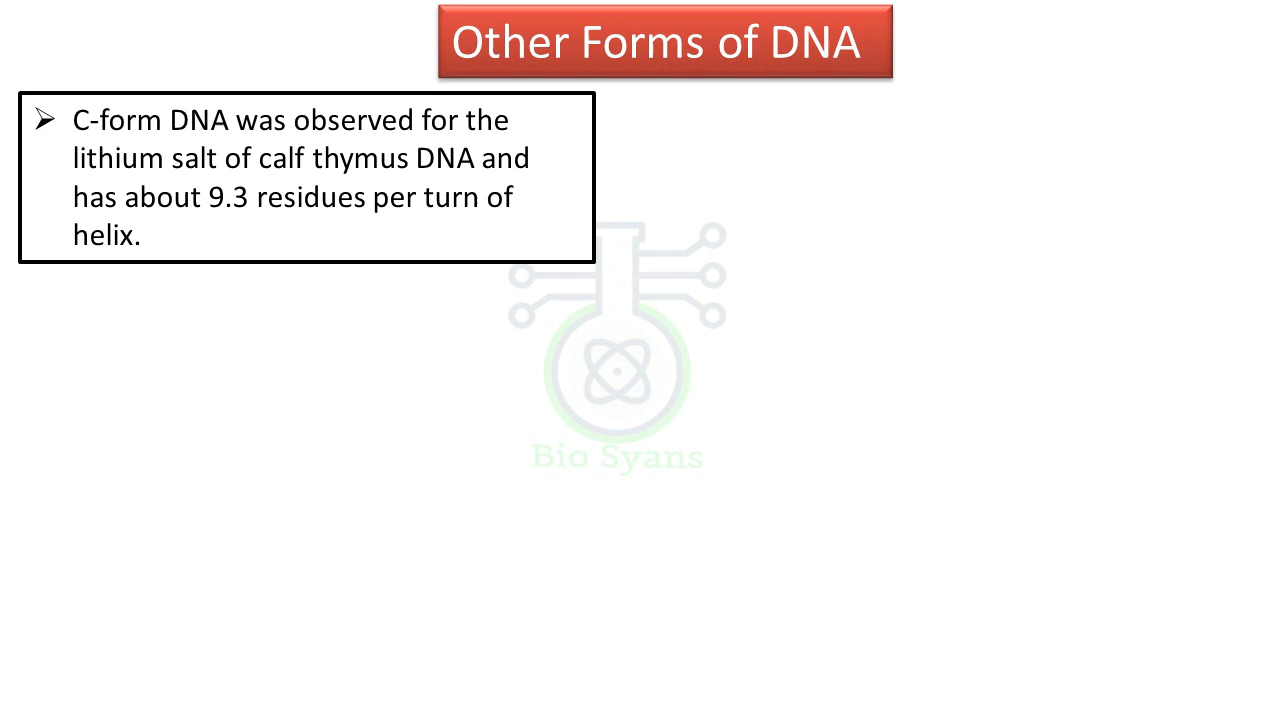 Other Forms of DNA
➢ C-form DNA was observed for the
lithium salt of calf thymus DNA and
has about 9.3 residues per turn of
helix.
Bio Syans